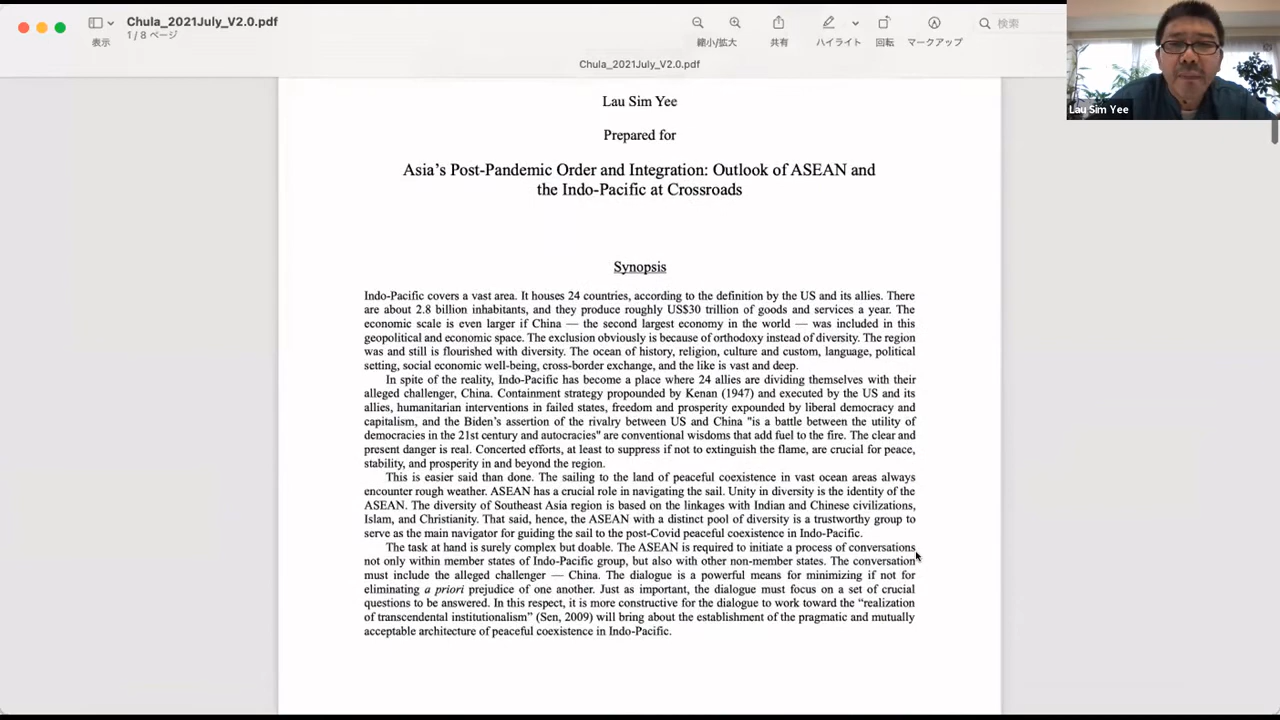 Chula_2021July_V2.0.pdf
1 / 8 ページ
表示
縮小/拡大
共有
ハイライト
回転
マークアップ
検索
Chula_2021July_V2.0.pdf
Lau Sim Yee
Lau Sim Yee
Prepared for
Asia's Post-Pandemic Order and Integration: Outlook of ASEAN and
the Indo-Pacific at Crossroads
Synopsis
Indo-Pacific covers a vast area. It houses 24 countries, according to the definition by the US and its allies. There
are about 2.8 billion inhabitants, and they produce roughly US$30 trillion of goods and services a year. The
economic scale is even larger if China — the second largest economy in the world — was included in this
geopolitical and economic space. The exclusion obviously is because of orthodoxy instead of diversity. The region
was and still is flourished with diversity. The ocean of history, religion, culture and custom, language, political
setting, social economic well-being, cross-border exchange, and the like is vast and deep.
In spite of the reality, Indo-Pacific has become a place where 24 allies are dividing themselves with their
alleged challenger, China. Containment strategy propounded by Kenan (1947) and executed by the US and its
allies, humanitarian interventions in failed states, freedom and prosperity expounded by liberal democracy and
capitalism, and the Biden's assertion of the rivalry between US and China "is a battle between the utility of
democracies in the 21st century and autocracies" are conventional wisdoms that add fuel to the fire. The clear and
present danger is real. Concerted efforts, at least to suppress if not to extinguish the flame, are crucial for peace,
stability, and prosperity in and beyond the region.
This is easier said than done. The sailing to the land of peaceful coexistence in vast ocean areas always
encounter rough weather. ASEAN has a crucial role in navigating the sail. Unity in diversity is the identity of the
ASEAN. The diversity of Southeast Asia region is based on the linkages with Indian and Chinese civilizations,
Islam, and Christianity. That said, hence, the ASEAN with a distinct pool of diversity is a trustworthy group to
serve as the main navigator for guiding the sail to the post-Covid peaceful coexistence in Indo-Pacific.
The task at hand is surely complex but doable. The ASEAN is required to initiate a process of conversations
not only within member states of Indo-Pacific group, but also with other non-member states. The conversation
must include the alleged challenger — China. The dialogue is a powerful means for minimizing if not for
eliminating a priori prejudice of one another. Just as important, the dialogue must focus on a set of crucial
questions to be answered. In this respect, it is more constructive for the dialogue to work toward the “realization
of transcendental institutionalism” (Sen, 2009) will bring about the establishment of the pragmatic and mutually
acceptable architecture of peaceful coexistence in Indo-Pacific.